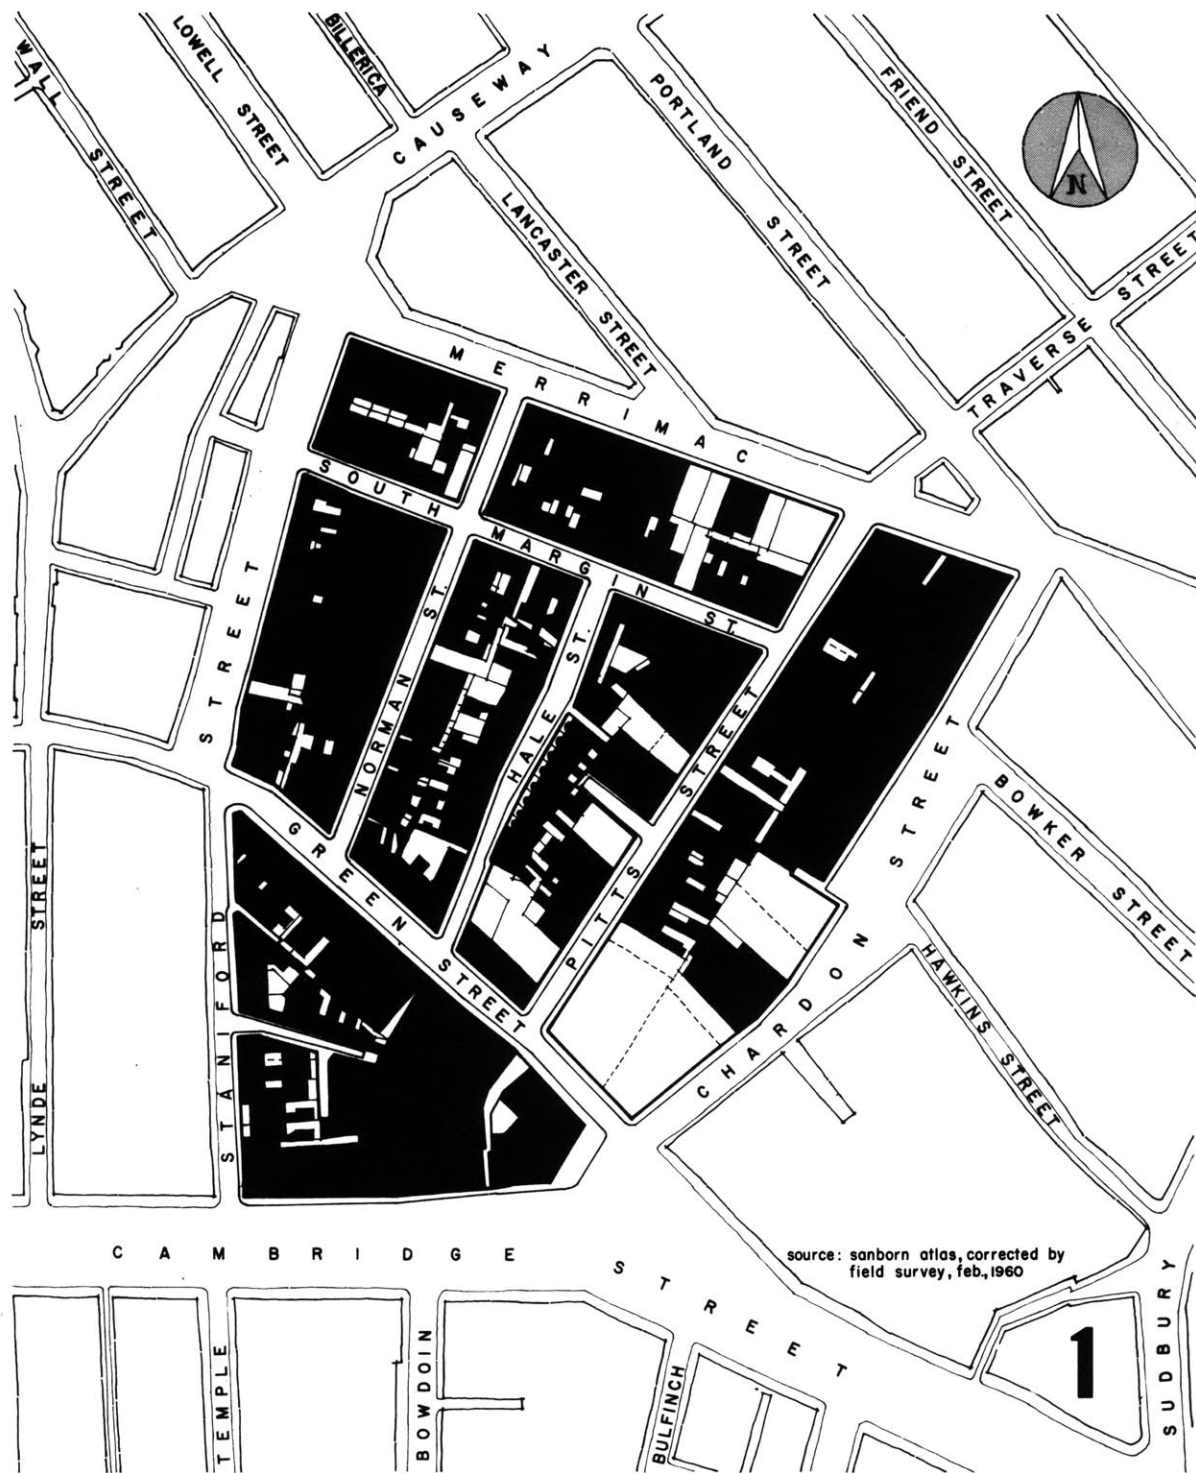 WALL STREET
LOWELL STREET
BILLERICA
CAUSEWAY
PORTLAND STREET
FRIEND STREET
N
LANCASTER STREET
TRAVERSE STREET
MERRIMAC
SOUTH MARGIN ST.
STREET
NORMAN ST.
HALE ST.
PITTS STREET
STREET
BOWKER STREET
GREEN STREET
LYNDE STREET
STANIFORD
CHARDON
HAWKINS STREET
CAMBRIDGE STREET
source: sanborn atlas, corrected by
field survey, feb., 1960
TEMPLE
BOWDOIN
BULFINCH
1
SUDBURY